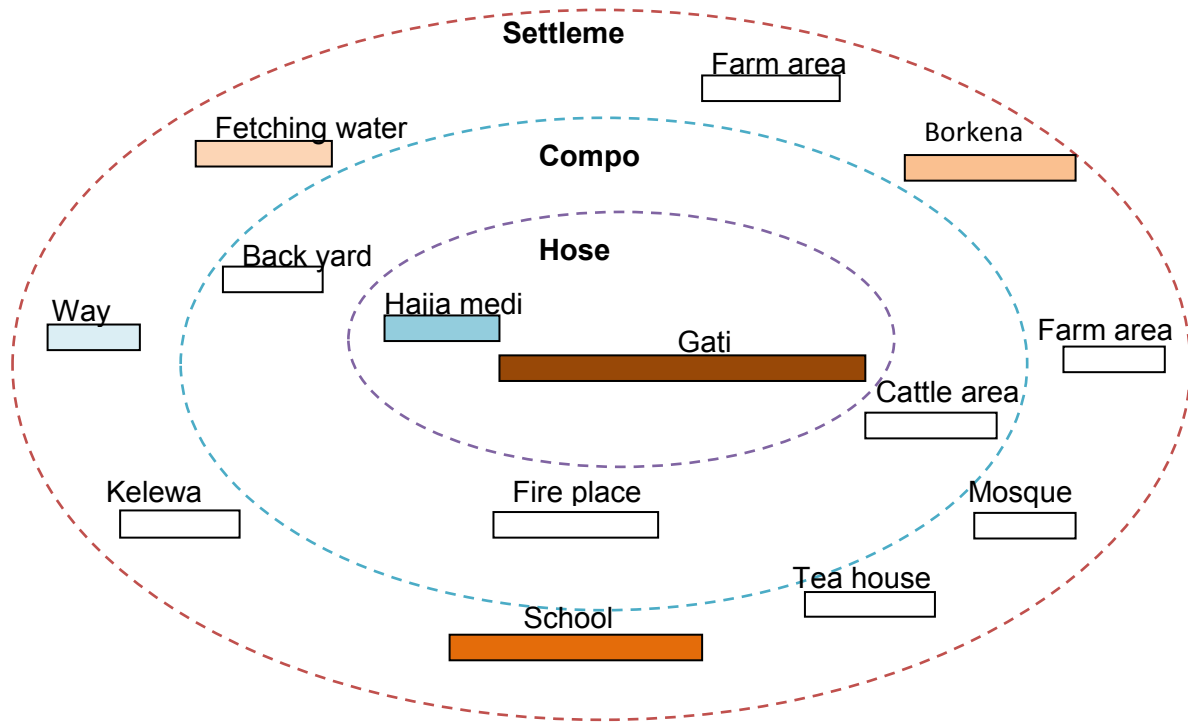 Settleme
Farm area
Fetching water
Borkena
Compo
Back yard
Hose
Way
Haija medi
Gati
Farm area
Cattle area
Kelewa
Fire place
Mosque
Tea house
School